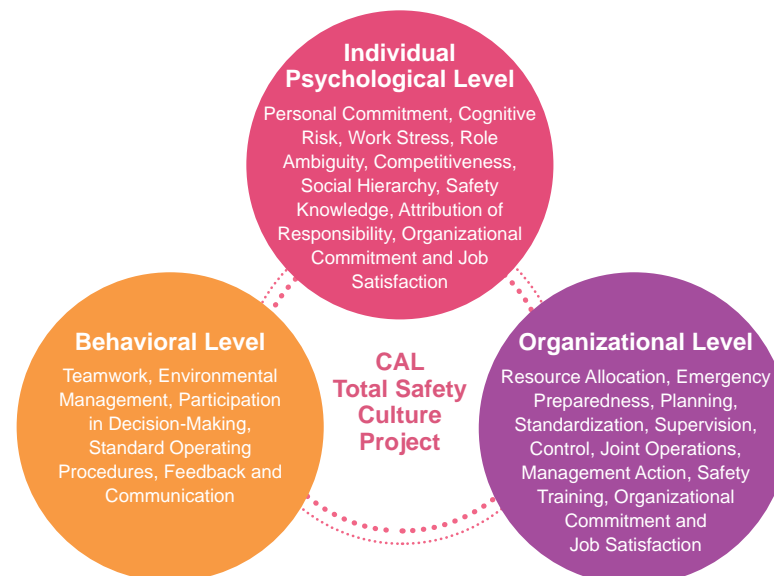 Individual
Psychological Level
Personal Commitment, Cognitive
Risk, Work Stress, Role
Ambiguity, Competitiveness,
Social Hierarchy, Safety
Knowledge, Attribution of
Responsibility, Organizational
Commitment and Job
Satisfaction
Behavioral Level
Teamwork, Environmental
Management, Participation
in Decision-Making,
Standard Operating
Procedures, Feedback and
Communication
CAL
Total Safety
Culture
Project
Organizational Level
Resource Allocation, Emergency
Preparedness, Planning,
Standardization, Supervision,
Control, Joint Operations,
Management Action, Safety
Training, Organizational
Commitment and
Job Satisfaction